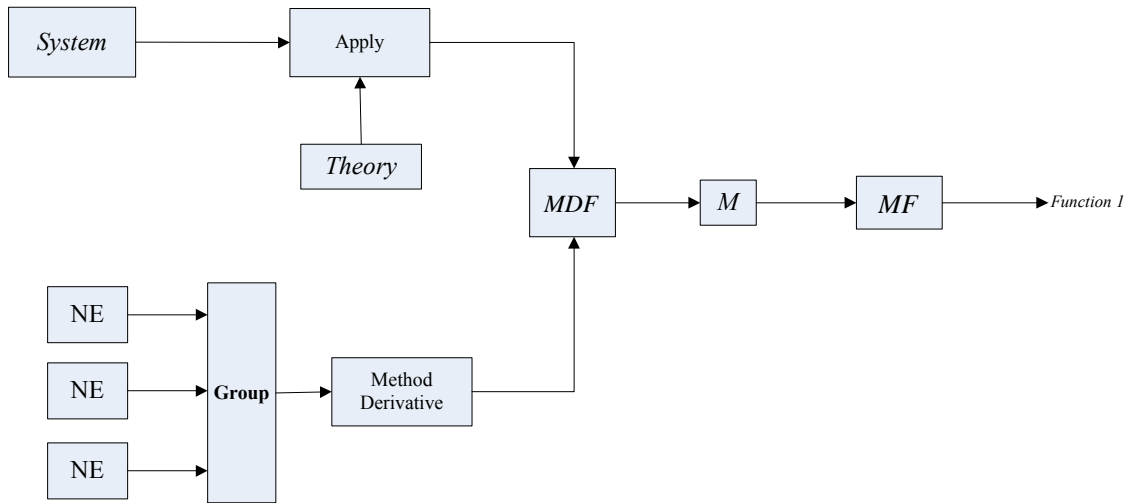 System
Apply
Theory
MDF
M
MF
Function 1
NE
NE
NE
Group
Method
Derivative